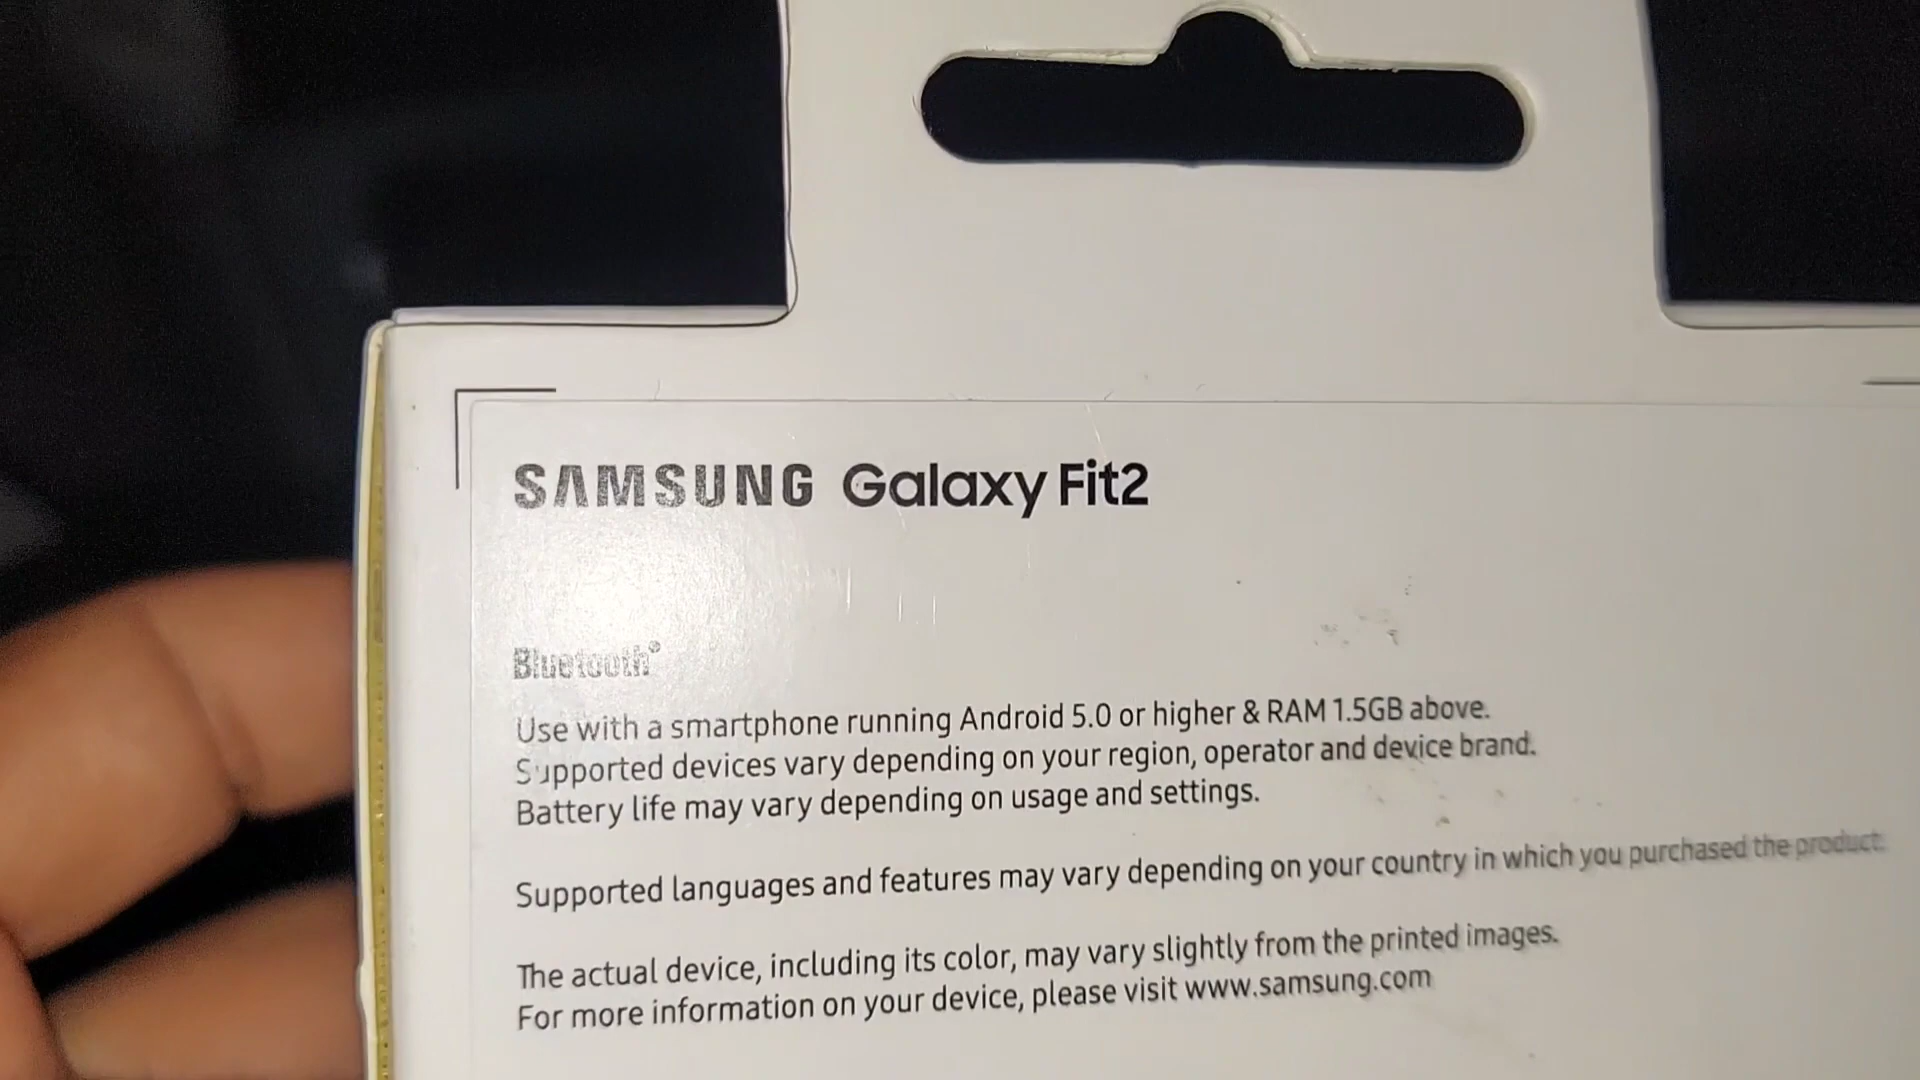 SAMSUNG Galaxy Fit2
Bluetooth®
Use with a smartphone running Android 5.0 or higher & RAM 1.5GB above.
Supported devices vary depending on your region, operator and device brand.
Battery life may vary depending on usage and settings.
Supported languages and features may vary depending on your country in which you purchased the product.
The actual device, including its color, may vary slightly from the printed images.
For more information on your device, please visit www.samsung.com